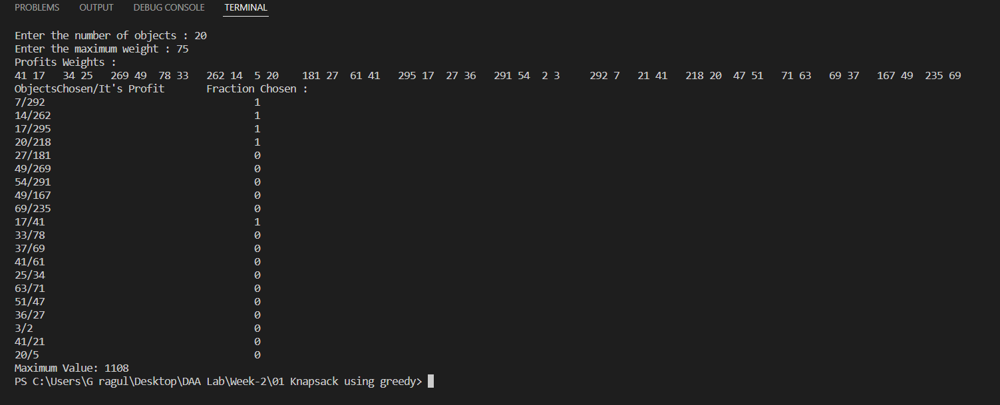 PROBLEMS OUTPUT DEBUG CONSOLE TERMINAL
Enter the number of objects : 20
Enter the maximum weight : 75
Profits Weights :
41 17 34 25 269 49 78 33 262 14 5 20 181 27 61 41 295 17 27 36 291 54 2 3 292 7 21 41 218 20 47 51 71 63 69 37 167 49 235 69
ObjectsChosen/It's Profit Fraction Chosen :
7/292 1
14/262 1
17/295 1
20/218 1
27/181 0
49/269 0
54/291 0
49/167 0
69/235 0
17/41 1
33/78 0
37/69 0
41/61 0
25/34 0
63/71 0
51/47 0
36/27 0
3/2 0
41/21 0
20/5 0
Maximum Value: 1108
PS C:\Users\G ragul\Desktop\DAA Lab\Week-2\01 Knapsack using greedy>